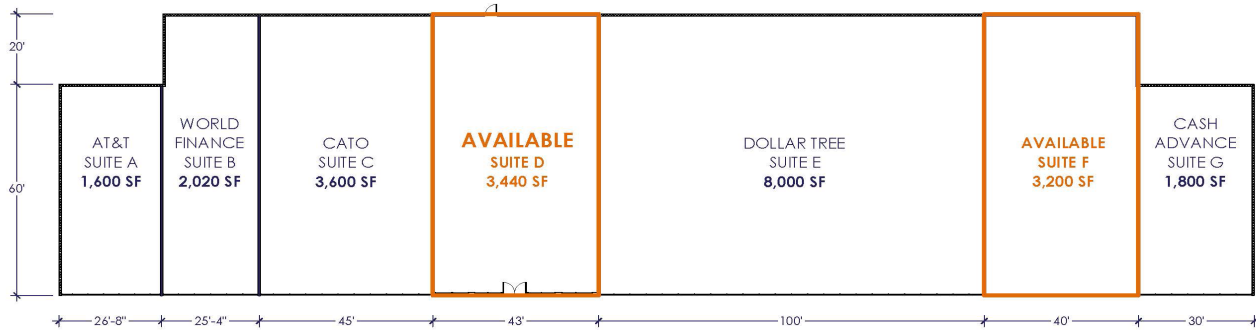 20'
60'
AT&T
SUITE A
1,600 SF
WORLD
FINANCE
SUITE B
2,020 SF
CATO
SUITE C
3,600 SF
AVAILABLE
SUITE D
3,440 SF
DOLLAR TREE
SUITE E
8,000 SF
AVAILABLE
SUITE F
3,200 SF
CASH
ADVANCE
SUITE G
1,800 SF
26'-8"
25'-4"
45'
43'
100'
40'
30'